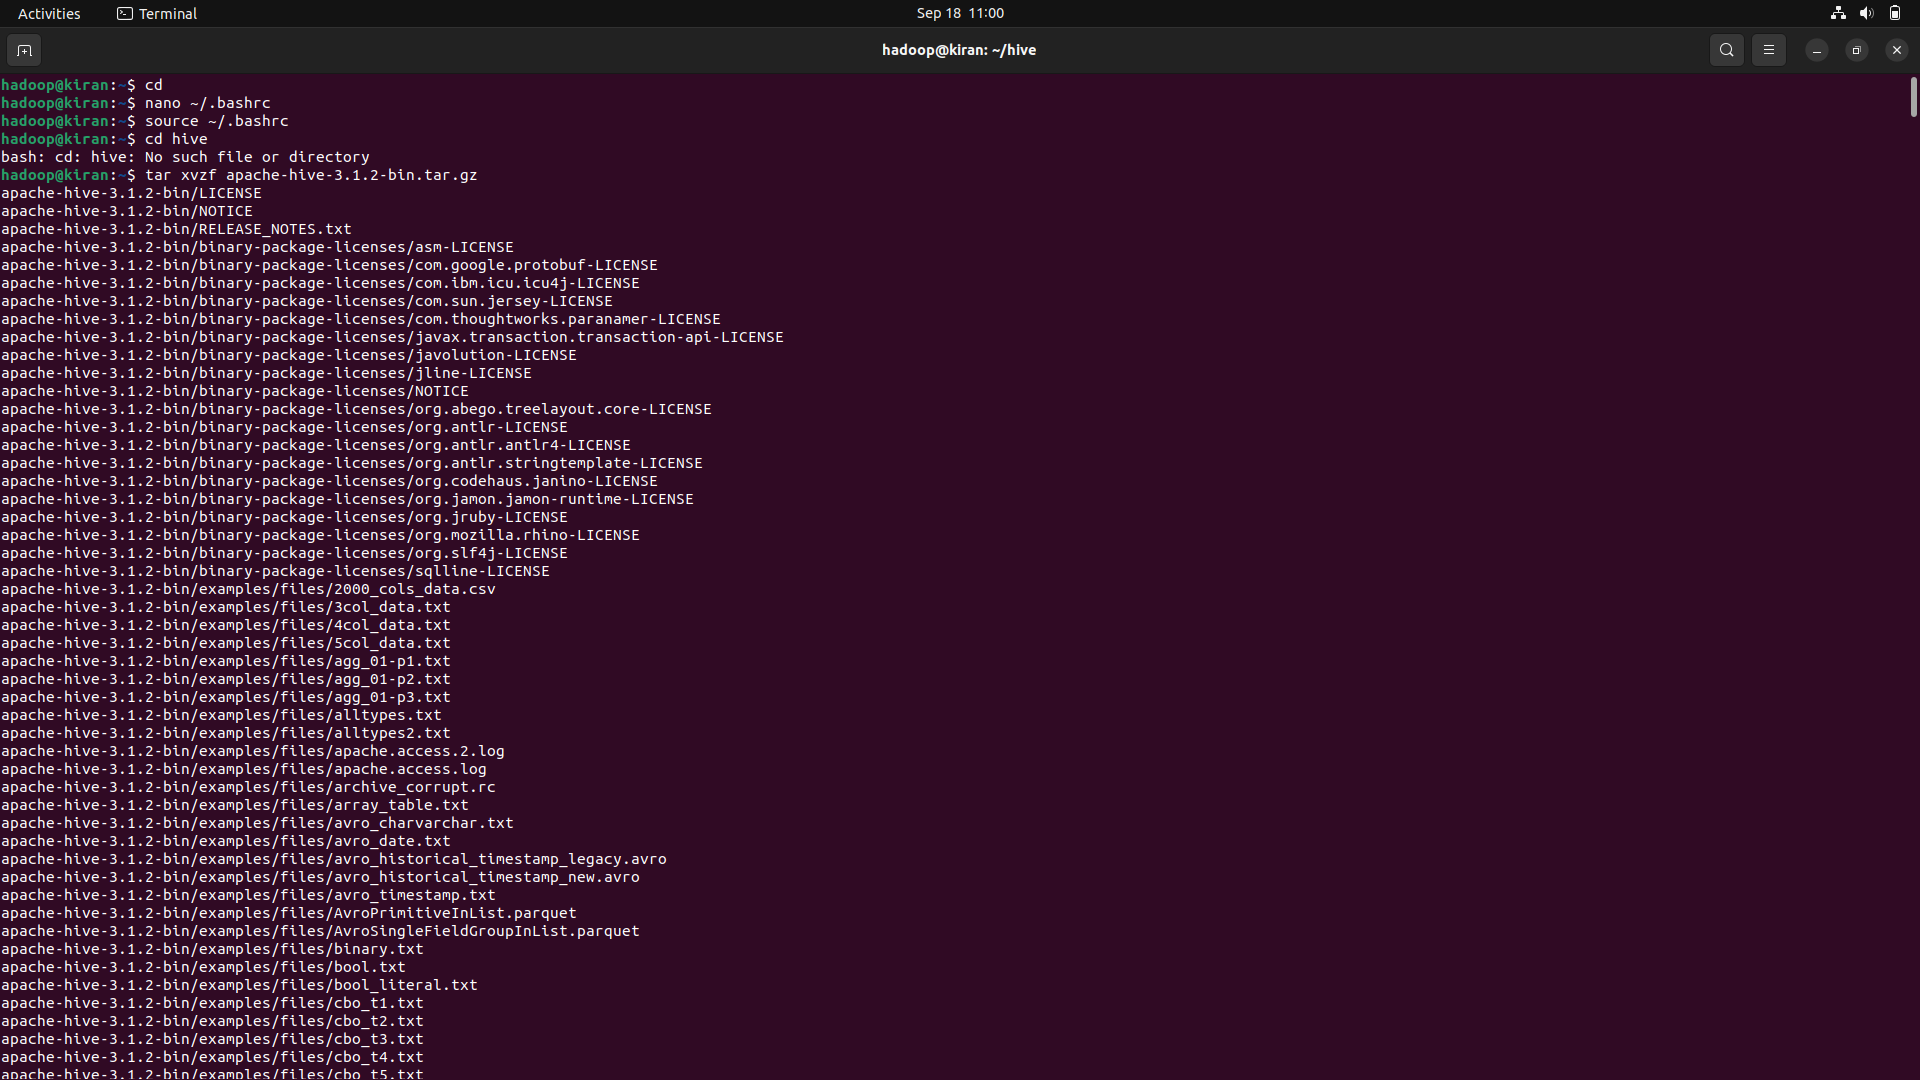 Activities
Terminal
Sep 18 11:00
hadoop@kiran: ~/hive
hadoop@kiran:~$ cd
hadoop@kiran:~$ nano ~/.bashrc
hadoop@kiran:~$ source ~/.bashrc
hadoop@kiran:~$ cd hive
bash: cd: hive: No such file or directory
hadoop@kiran:~$ tar xvzf apache-hive-3.1.2-bin.tar.gz
apache-hive-3.1.2-bin/LICENSE
apache-hive-3.1.2-bin/NOTICE
apache-hive-3.1.2-bin/RELEASE_NOTES.txt
apache-hive-3.1.2-bin/binary-package-licenses/asm-LICENSE
apache-hive-3.1.2-bin/binary-package-licenses/com.google.protobuf-LICENSE
apache-hive-3.1.2-bin/binary-package-licenses/com.ibm.icu.icu4j-LICENSE
apache-hive-3.1.2-bin/binary-package-licenses/com.sun.jersey-LICENSE
apache-hive-3.1.2-bin/binary-package-licenses/com.thoughtworks.paranamer-LICENSE
apache-hive-3.1.2-bin/binary-package-licenses/javax.transaction.transaction-api-LICENSE
apache-hive-3.1.2-bin/binary-package-licenses/javolution-LICENSE
apache-hive-3.1.2-bin/binary-package-licenses/jline-LICENSE
apache-hive-3.1.2-bin/binary-package-licenses/NOTICE
apache-hive-3.1.2-bin/binary-package-licenses/org.abego.treelayout.core-LICENSE
apache-hive-3.1.2-bin/binary-package-licenses/org.antlr-LICENSE
apache-hive-3.1.2-bin/binary-package-licenses/org.antlr.antlr4-LICENSE
apache-hive-3.1.2-bin/binary-package-licenses/org.antlr.stringtemplate-LICENSE
apache-hive-3.1.2-bin/binary-package-licenses/org.codehaus.janino-LICENSE
apache-hive-3.1.2-bin/binary-package-licenses/org.jamon.jamon-runtime-LICENSE
apache-hive-3.1.2-bin/binary-package-licenses/org.jruby-LICENSE
apache-hive-3.1.2-bin/binary-package-licenses/org.mozilla.rhino-LICENSE
apache-hive-3.1.2-bin/binary-package-licenses/org.slf4j-LICENSE
apache-hive-3.1.2-bin/binary-package-licenses/sqlline-LICENSE
apache-hive-3.1.2-bin/examples/files/2000_cols_data.csv
apache-hive-3.1.2-bin/examples/files/3col_data.txt
apache-hive-3.1.2-bin/examples/files/4col_data.txt
apache-hive-3.1.2-bin/examples/files/5col_data.txt
apache-hive-3.1.2-bin/examples/files/agg_01-p1.txt
apache-hive-3.1.2-bin/examples/files/agg_01-p2.txt
apache-hive-3.1.2-bin/examples/files/agg_01-p3.txt
apache-hive-3.1.2-bin/examples/files/alltypes.txt
apache-hive-3.1.2-bin/examples/files/alltypes2.txt
apache-hive-3.1.2-bin/examples/files/apache.access.2.log
apache-hive-3.1.2-bin/examples/files/apache.access.log
apache-hive-3.1.2-bin/examples/files/archive_corrupt.rc
apache-hive-3.1.2-bin/examples/files/array_table.txt
apache-hive-3.1.2-bin/examples/files/avro_charvarchar.txt
apache-hive-3.1.2-bin/examples/files/avro_date.txt
apache-hive-3.1.2-bin/examples/files/avro_historical_timestamp_legacy.avro
apache-hive-3.1.2-bin/examples/files/avro_historical_timestamp_new.avro
apache-hive-3.1.2-bin/examples/files/avro_timestamp.txt
apache-hive-3.1.2-bin/examples/files/AvroPrimitiveInList.parquet
apache-hive-3.1.2-bin/examples/files/AvroSingleFieldGroupInList.parquet
apache-hive-3.1.2-bin/examples/files/binary.txt
apache-hive-3.1.2-bin/examples/files/bool.txt
apache-hive-3.1.2-bin/examples/files/bool_literal.txt
apache-hive-3.1.2-bin/examples/files/cbo_t1.txt
apache-hive-3.1.2-bin/examples/files/cbo_t2.txt
apache-hive-3.1.2-bin/examples/files/cbo_t3.txt
apache-hive-3.1.2-bin/examples/files/cbo_t4.txt
apache-hive-3.1.2-bin/examples/files/cbo_t5.txt